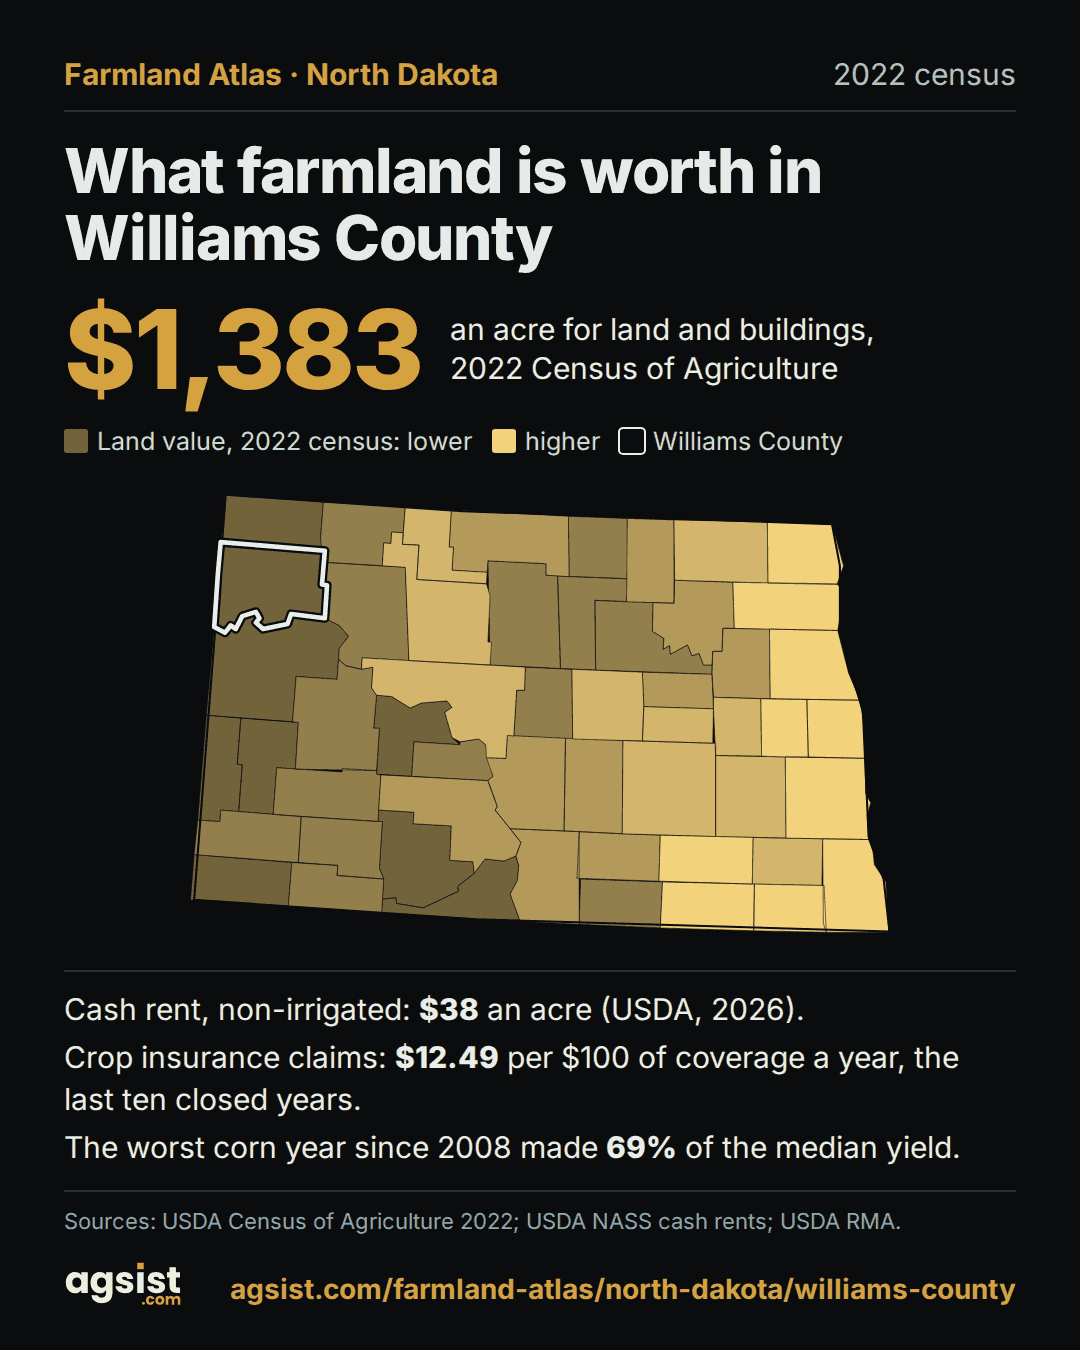 Farmland Atlas · North Dakota
2022 census
What farmland is worth in
Williams County
$1,383
an acre for land and buildings,
2022 Census of Agriculture
Land value, 2022 census: lower
higher
Williams County
Cash rent, non-irrigated: $38 an acre (USDA, 2026).
Crop insurance claims: $12.49 per $100 of coverage a year, the
last ten closed years.
The worst corn year since 2008 made 69% of the median yield.
Sources: USDA Census of Agriculture 2022; USDA NASS cash rents; USDA RMA.
agsist
.com
agsist.com/farmland-atlas/north-dakota/williams-county